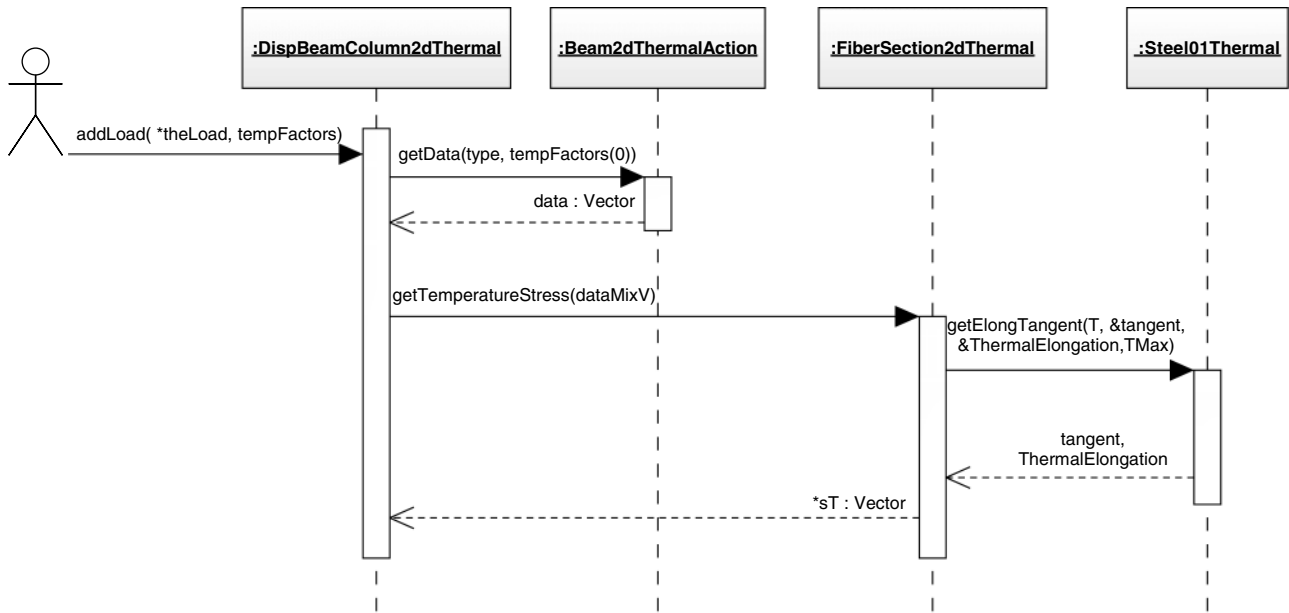 :DispBeamColumn2dThermal
:Beam2dThermalAction
:FiberSection2dThermal
:Steel01Thermal
addLoad( *theLoad, tempFactors)
getData(type, tempFactors(0))
data : Vector
getTemperatureStress(dataMixV)
getElongTangent(T, &tangent,
&ThermalElongation,TMax)
tangent,
ThermalElongation
*sT : Vector